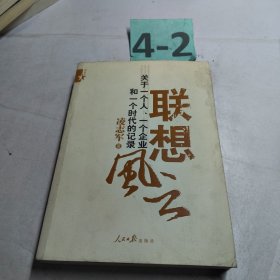 4-2
联想
风云
关于一个人、一个企业
和一个时代的记录
凌志军 著
人民日报出版社